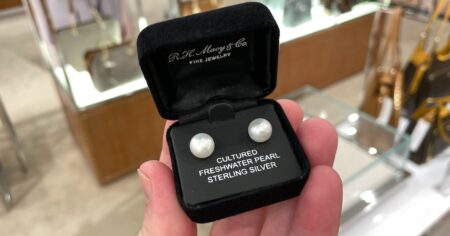 R.H. Macy & Co.
FINE JEWELRY
CULTURED
FRESHWATER PEARL
STERLING SILVER